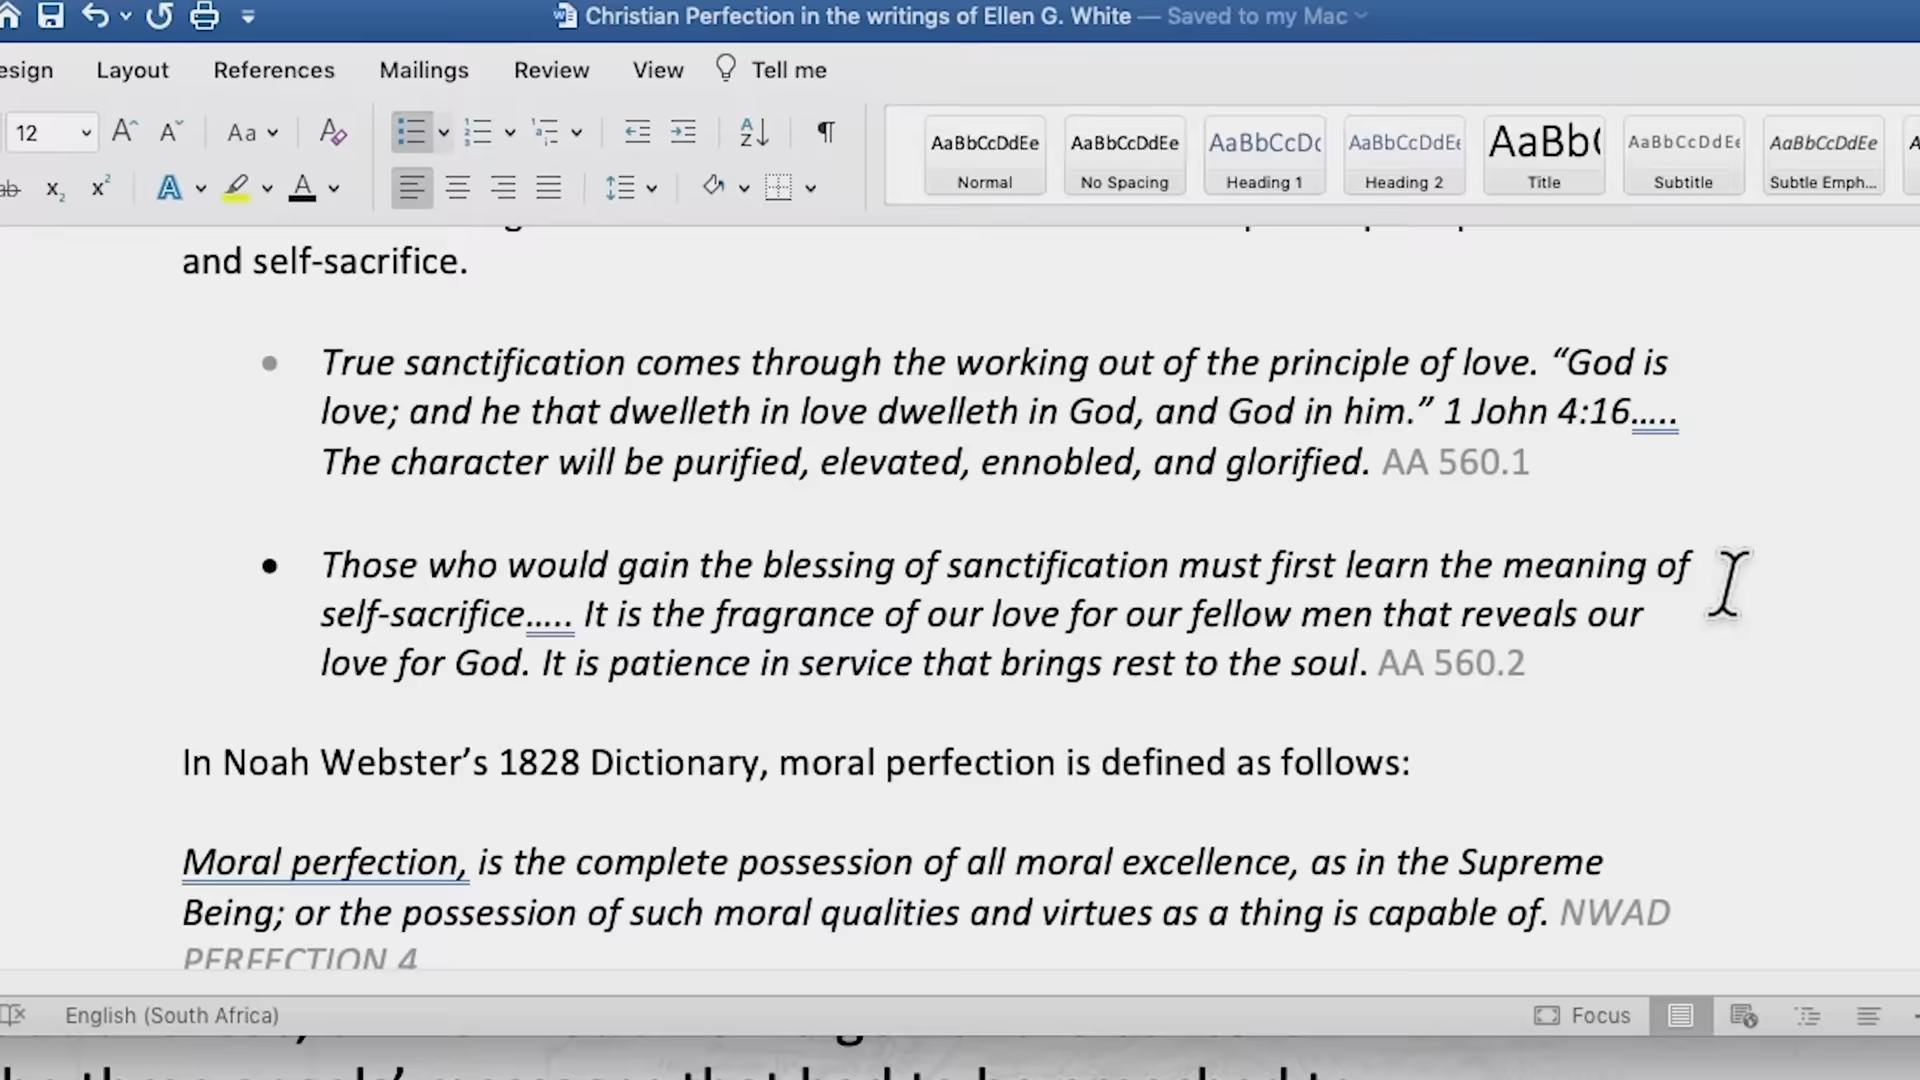 Christian Perfection in the writings of Ellen G. White — Saved to my Mac
Layout References Mailings Review View Tell me
12 Aa
AaBbCcDdEe AaBbCcDdEe AaBbCcDc AaBbCcDdEe AaBb( AaBbCcDdEe AaBbCcDdEe
Normal No Spacing Heading 1 Heading 2 Title Subtitle Subtle Emph...
and self-sacrifice.
• True sanctification comes through the working out of the principle of love. “God is
love; and he that dwelleth in love dwelleth in God, and God in him.” 1 John 4:16.....
The character will be purified, elevated, ennobled, and glorified. AA 560.1
• Those who would gain the blessing of sanctification must first learn the meaning of
self-sacrifice..... It is the fragrance of our love for our fellow men that reveals our
love for God. It is patience in service that brings rest to the soul. AA 560.2
In Noah Webster’s 1828 Dictionary, moral perfection is defined as follows:
Moral perfection, is the complete possession of all moral excellence, as in the Supreme
Being; or the possession of such moral qualities and virtues as a thing is capable of. NWAD
PERFECTION 4
English (South Africa) Focus